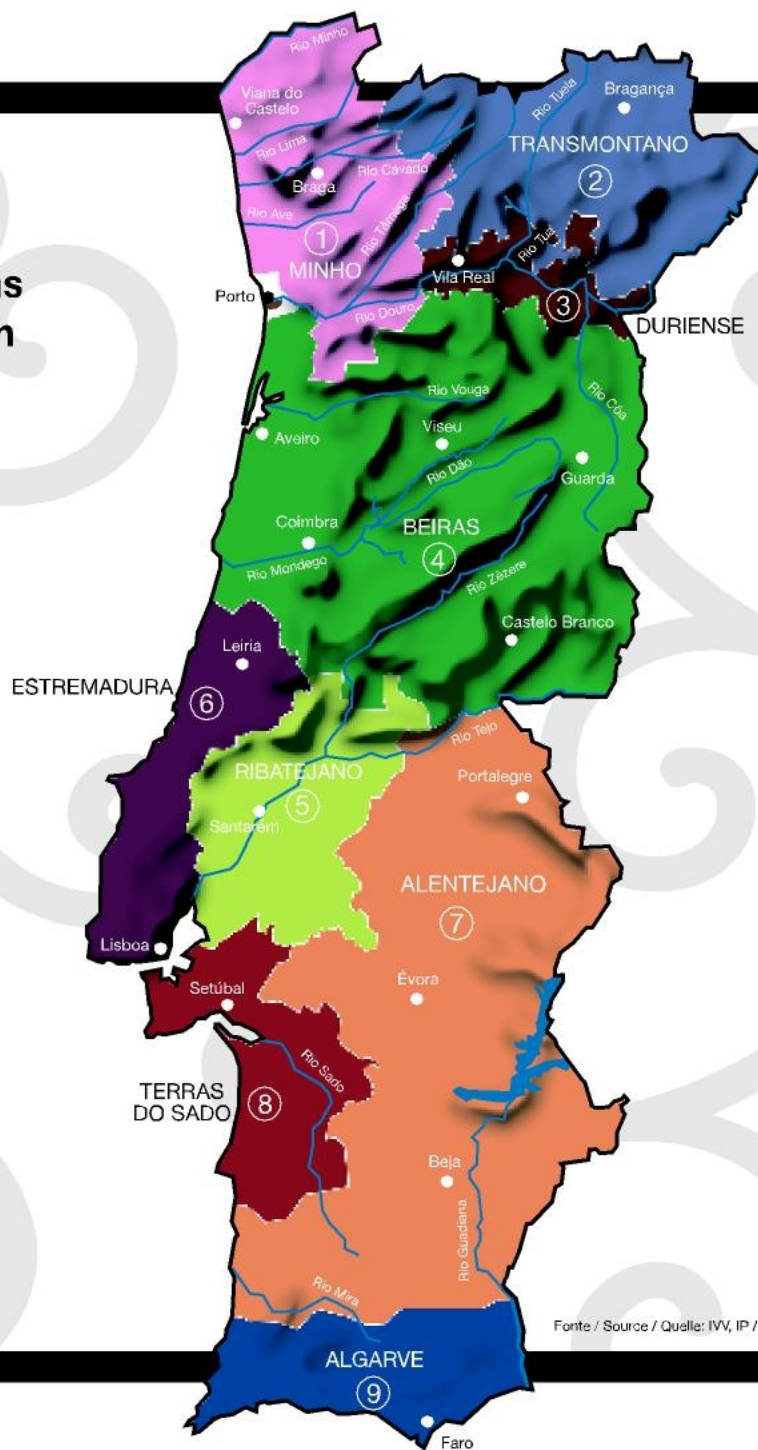 Rio Minho
Viana do
Castelo
Rio Lima
Braga
Rio Cávado
Rio Ave
Rio Tâmega
1
MINHO
Rio Tuela
Bragança
TRANSMONTANO
2
Rio Tua
Vila Real
Porto
Rio Douro
3
DURIENSE
Rio Vouga
Rio Côa
Aveiro
Viseu
Rio Dão
Guarda
Coimbra
BEIRAS
4
Rio Mondego
Rio Zêzere
Castelo Branco
Leiria
ESTREMADURA
6
Rio Tejo
RIBATEJANO
5
Portalegre
Santarém
ALENTEJANO
7
Lisboa
Setúbal
Évora
Rio Sado
TERRAS
DO SADO
8
Beja
Rio Guadiana
Rio Mira
Fonte / Source / Quelle: IVV, IP /
ALGARVE
9
Faro